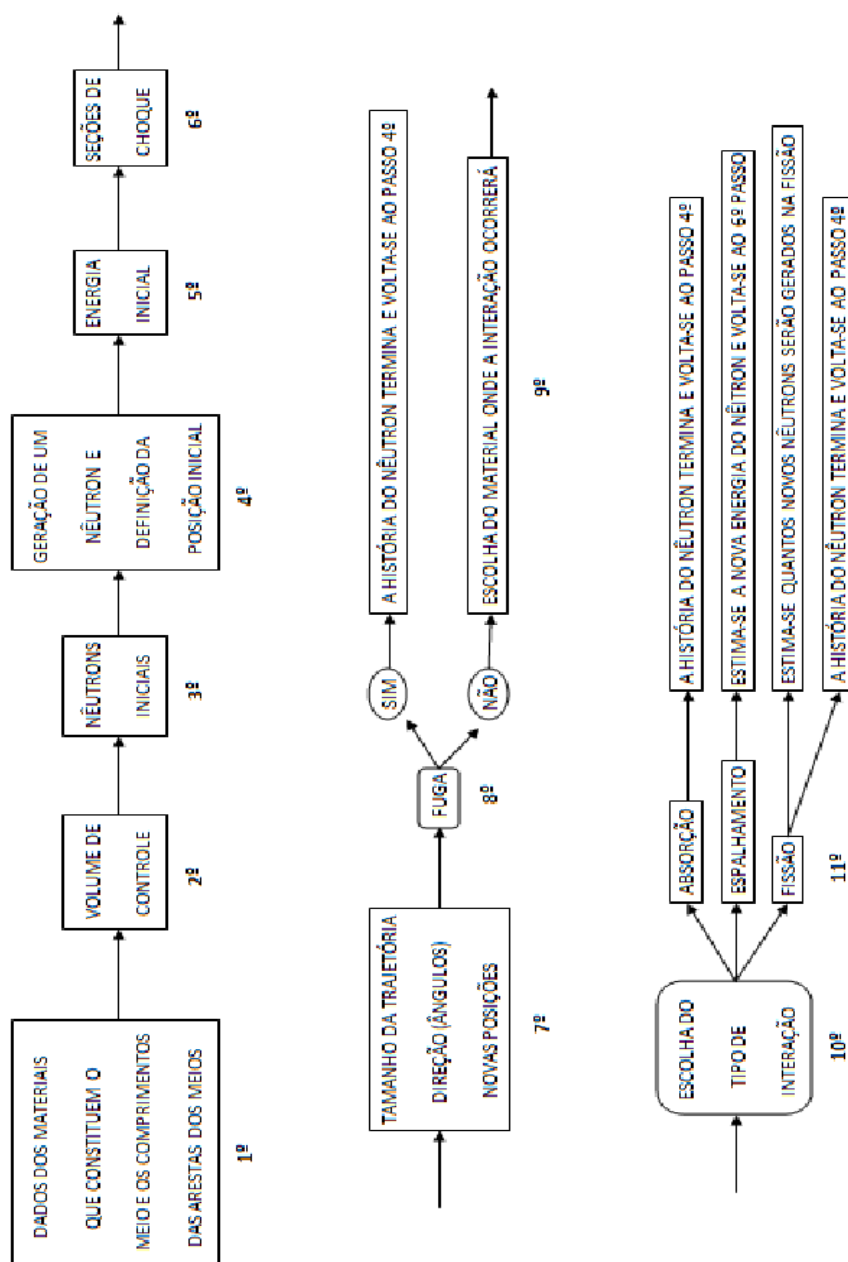 DADOS DOS MATERIAIS
QUE CONSTITUEM O
MEIO E OS COMPRIMENTOS
DAS ARESTAS DOS MEIOS
1º
VOLUME DE
CONTROLE
2º
NÊUTRONS
INICIAIS
3º
GERAÇÃO DE UM
NÊUTRON E
DEFINIÇÃO DA
POSIÇÃO INICIAL
4º
ENERGIA
INICIAL
5º
SEÇÕES DE
CHOQUE
6º
TAMANHO DA TRAJETÓRIA
DIREÇÃO (ÂNGULOS)
NOVAS POSIÇÕES
7º
FUGA
8º
SIM
A HISTÓRIA DO NÊUTRON TERMINA E VOLTA-SE AO PASSO 4º
NÃO
ESCOLHA DO MATERIAL ONDE A INTERAÇÃO OCORRERÁ
9º
ESCOLHA DO
TIPO DE
INTERAÇÃO
10º
ABSORÇÃO
A HISTÓRIA DO NÊUTRON TERMINA E VOLTA-SE AO PASSO 4º
ESPALHAMENTO
ESTIMA-SE A NOVA ENERGIA DO NÊITRON E VOLTA-SE AO 6º PASSO
FISSÃO
ESTIMA-SE QUANTOS NOVOS NÊUTRONS SERÃO GERADOS NA FISSÃO
A HISTÓRIA DO NÊUTRON TERMINA E VOLTA-SE AO PASSO 4º
11º